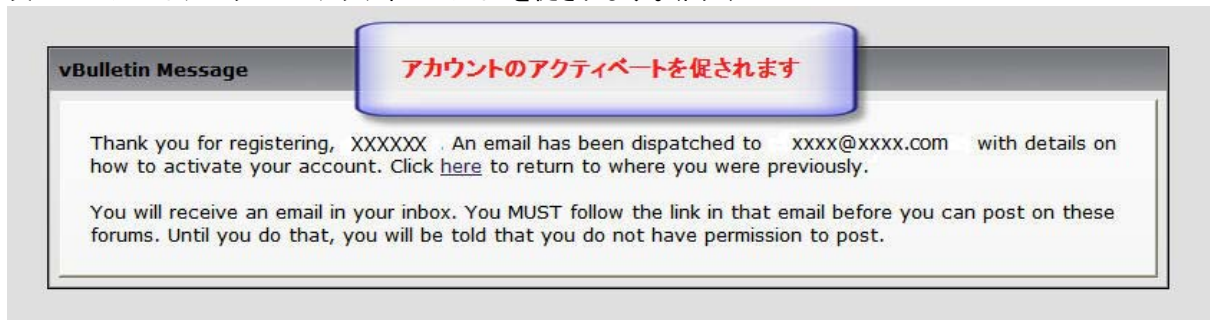 アカウントのアクティベートを促されます
vBulletin Message
Thank you for registering, XXXXXX . An email has been dispatched to xxxx@xxxx.com with details on
how to activate your account. Click here to return to where you were previously.
You will receive an email in your inbox. You MUST follow the link in that email before you can post on these
forums. Until you do that, you will be told that you do not have permission to post.